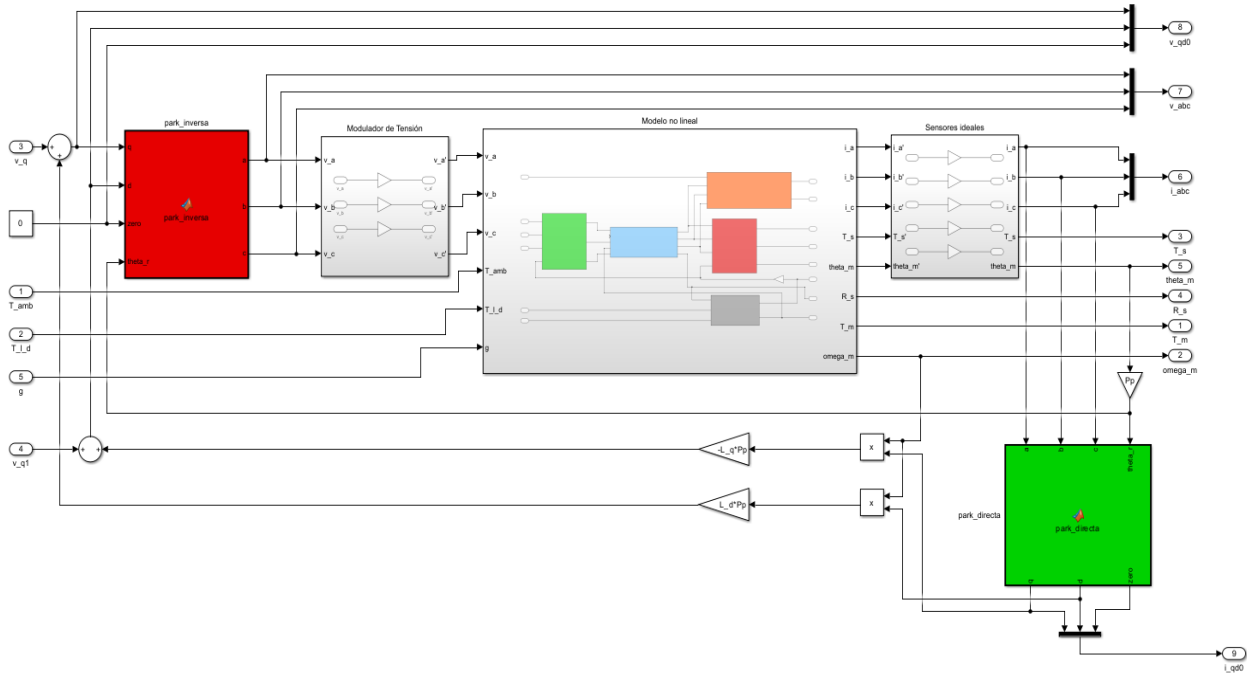 8
v_qd0
7
v_abc
park_inversa
Modulador de Tensión
Modelo no lineal
Sensores ideales
3
v_q
+
+
q
d
zero
theta_r
park_inversa
a
b
c
0
v_a
v_b
v_c
v_a'
v_b'
v_c'
v_a
v_b
v_c
T_amb
T_l_d
g
i_a
i_b
i_c
T_s
theta_m
R_s
T_m
omega_m
i_a'
i_b'
i_c'
T_s'
theta_m'
i_a
i_b
i_c
T_s
theta_m
6
i_abc
3
T_s
5
theta_m
4
R_s
1
T_m
2
omega_m
1
T_amb
2
T_l_d
5
g
Pp
4
v_q1
+
+
-L_q*Pp
x
L_d*Pp
x
a
b
c
theta_r
park_directa
park_directa
q
d
zero
9
i_qd0